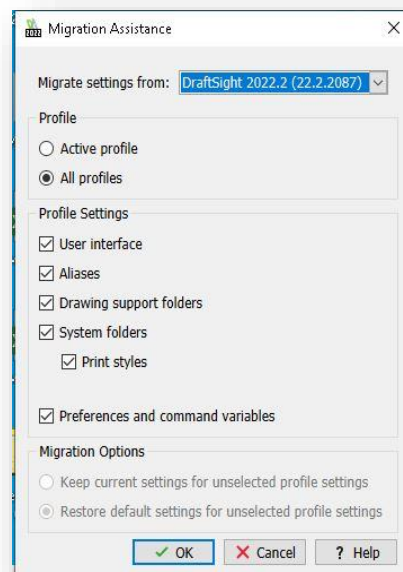 2022
Migration Assistance
Migrate settings from: DraftSight 2022.2 (22.2.2087)
Profile
Active profile
All profiles
Profile Settings
User interface
Aliases
Drawing support folders
System folders
Print styles
Preferences and command variables
Migration Options
Keep current settings for unselected profile settings
Restore default settings for unselected profile settings
OK Cancel ? Help